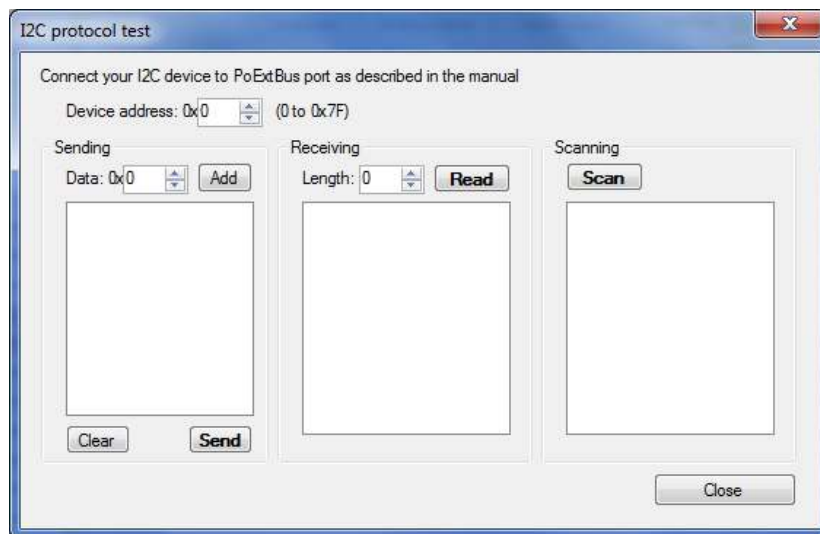 I2C protocol test
x
Connect your I2C device to PoExtBus port as described in the manual
Device address: 0x 0 (0 to 0x7F)
Sending
Data: 0x 0 Add
Clear Send
Receiving
Length: 0 Read
Scanning
Scan
Close